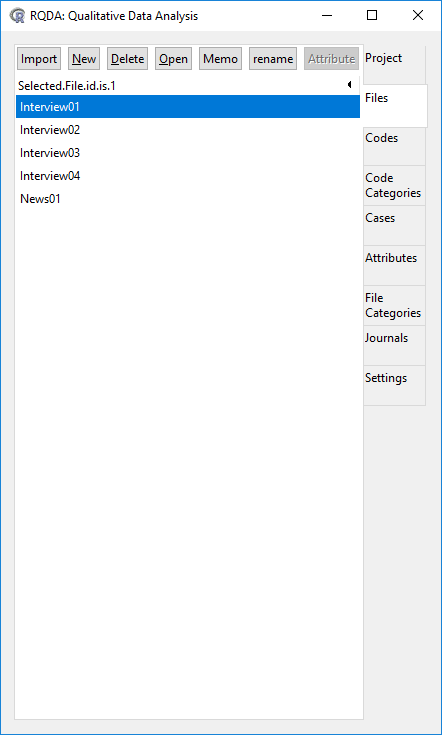 RQDA: Qualitative Data Analysis
Import New Delete Open Memo rename Attribute
Selected.File.id.is.1
Interview01
Interview02
Interview03
Interview04
News01
Project
Files
Codes
Code
Categories
Cases
Attributes
File
Categories
Journals
Settings